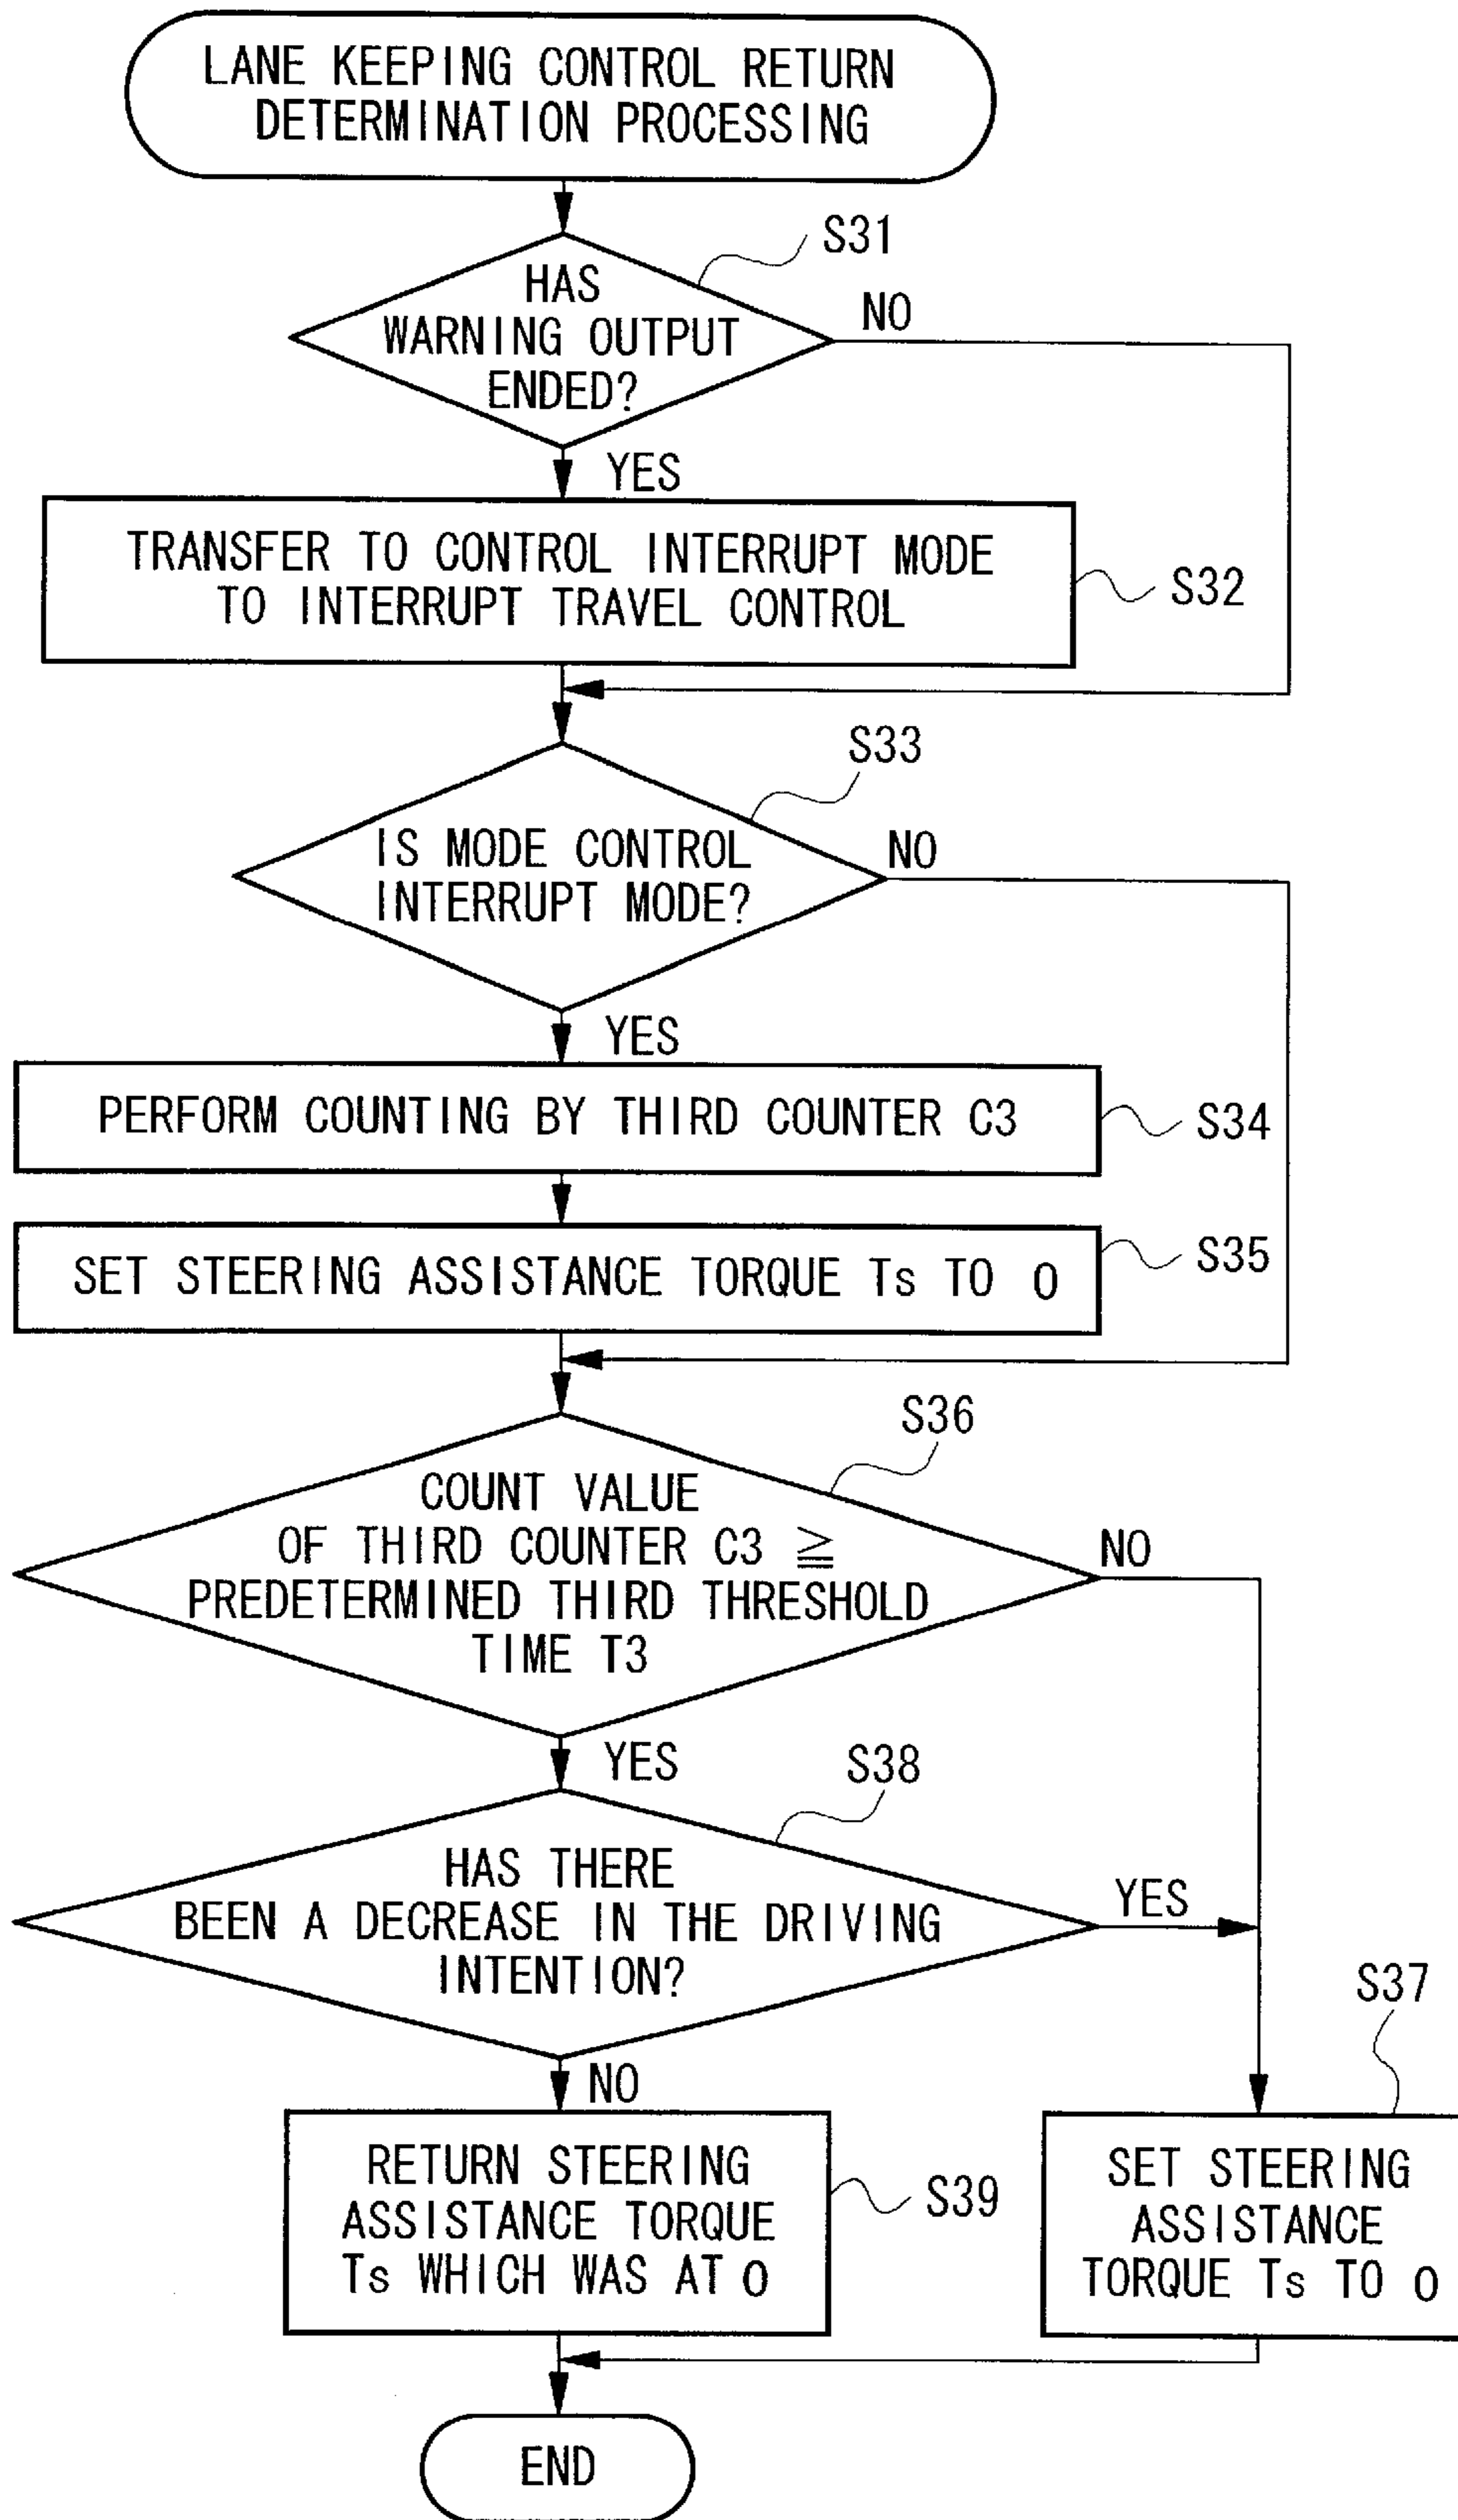 LANE KEEPING CONTROL RETURN
DETERMINATION PROCESSING
S31
HAS
WARNING OUTPUT
ENDED?
NO
YES
TRANSFER TO CONTROL INTERRUPT MODE
TO INTERRUPT TRAVEL CONTROL
S32
S33
IS MODE CONTROL
INTERRUPT MODE?
NO
YES
PERFORM COUNTING BY THIRD COUNTER C3
S34
SET STEERING ASSISTANCE TORQUE Ts TO 0
S35
S36
COUNT VALUE
OF THIRD COUNTER C3 ≧
PREDETERMINED THIRD THRESHOLD
TIME T3
NO
YES
S38
HAS THERE
BEEN A DECREASE IN THE DRIVING
INTENTION?
YES
NO
S37
RETURN STEERING
ASSISTANCE TORQUE
Ts WHICH WAS AT 0
S39
SET STEERING
ASSISTANCE
TORQUE Ts TO 0
END